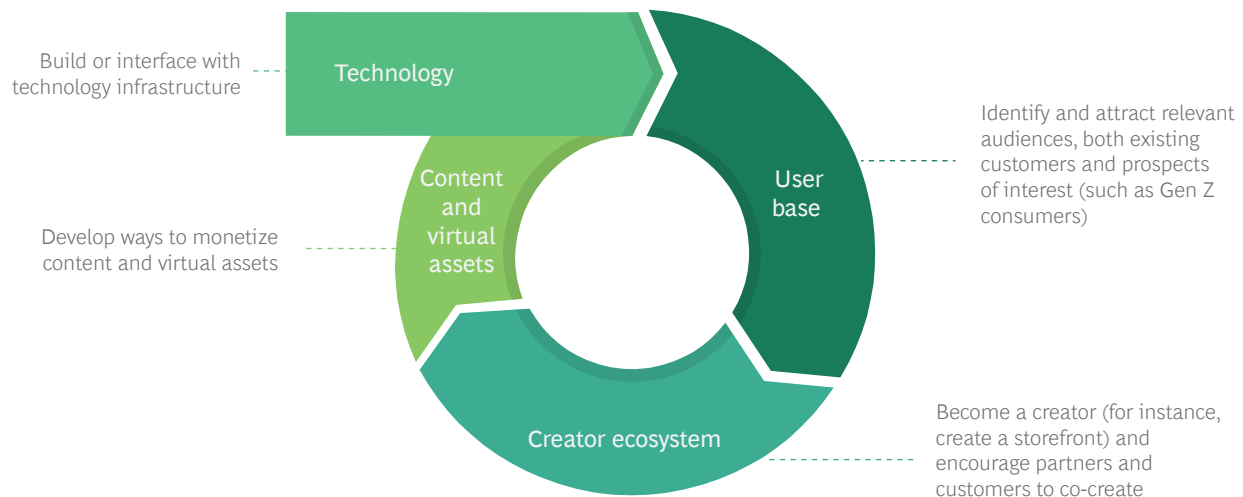 Build or interface with
technology infrastructure
Technology
Identify and attract relevant
audiences, both existing
customers and prospects
of interest (such as Gen Z
consumers)
User
base
Content
and
virtual
assets
Develop ways to monetize
content and virtual assets
Creator ecosystem
Become a creator (for instance,
create a storefront) and
encourage partners and
customers to co-create